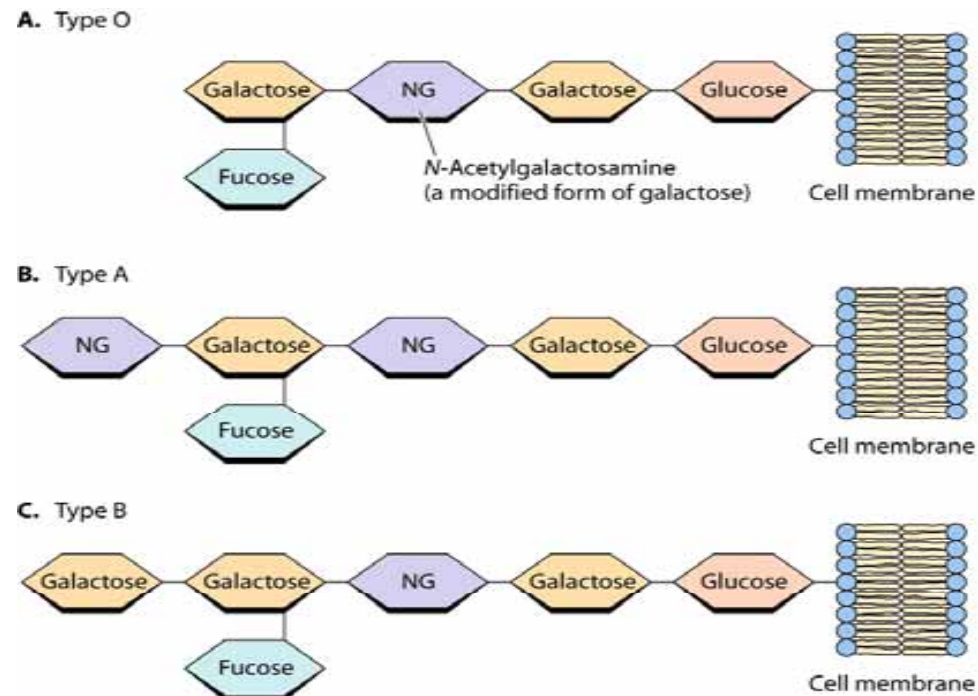 A. Type O
Galactose NG Galactose Glucose
Fucose
N-Acetylgalactosamine
(a modified form of galactose)
Cell membrane
B. Type A
NG Galactose NG Galactose Glucose
Fucose
Cell membrane
C. Type B
Galactose Galactose NG Galactose Glucose
Fucose
Cell membrane